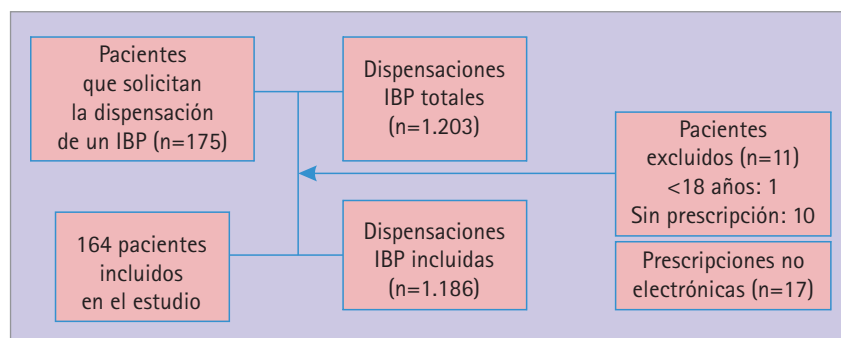 Pacientes
que solicitan
la dispensación
de un IBP (n=175)
Dispensaciones
IBP totales
(n=1.203)
Pacientes
excluidos (n=11)
<18 años: 1
Sin prescripción: 10
164 pacientes
incluidos
en el estudio
Dispensaciones
IBP incluidas
(n=1.186)
Prescripciones no
electrónicas (n=17)